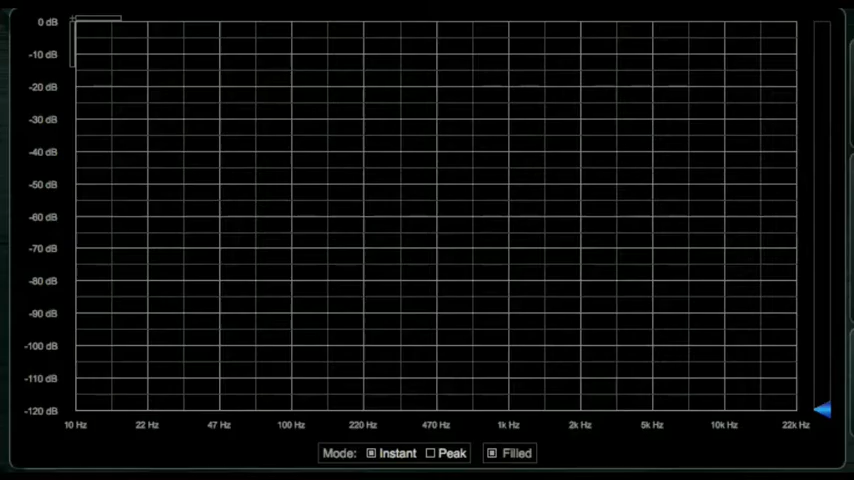 0 dB
-10 dB
-20 dB
-30 dB
-40 dB
-50 dB
-60 dB
-70 dB
-80 dB
-90 dB
-100 dB
-110 dB
-120 dB
10 Hz 22 Hz 47 Hz 100 Hz 220 Hz 470 Hz 1k Hz 2k Hz 5k Hz 10k Hz 22k Hz
Mode: Instant Peak Filled